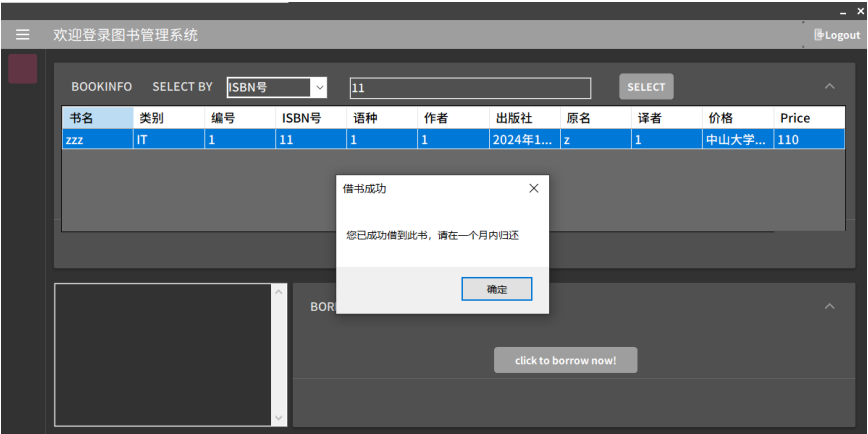 欢迎登录图书管理系统 Logout
BOOKINFO SELECT BY ISBN号 11 SELECT
书名 类别 编号 ISBN号 语种 作者 出版社 原名 译者 价格 Price
zzz IT 1 11 1 1 2024年1... z 1 中山大学... 110
借书成功
您已成功借到此书，请在一个月内归还
确定
BOR
click to borrow now!